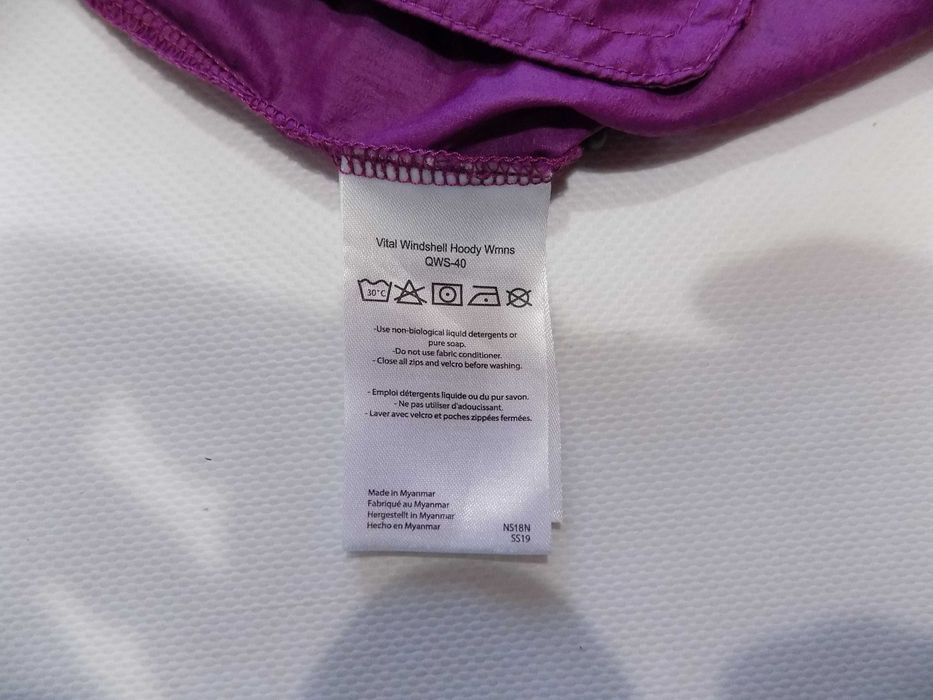 Vital Windshell Hoody Wmns
QWS-40
30°C
-Use non-biological liquid detergents or
pure soap.
-Do not use fabric conditioner.
- Close all zips and velcro before washing.
- Emploi détergents liquide ou du pur savon.
- Ne pas utiliser d'adoucissant.
- Laver avec velcro et poches zippées fermées.
Made in Myanmar
Fabriqué au Myanmar
Hergestellt in Myanmar
Hecho en Myanmar
NS18N
SS19